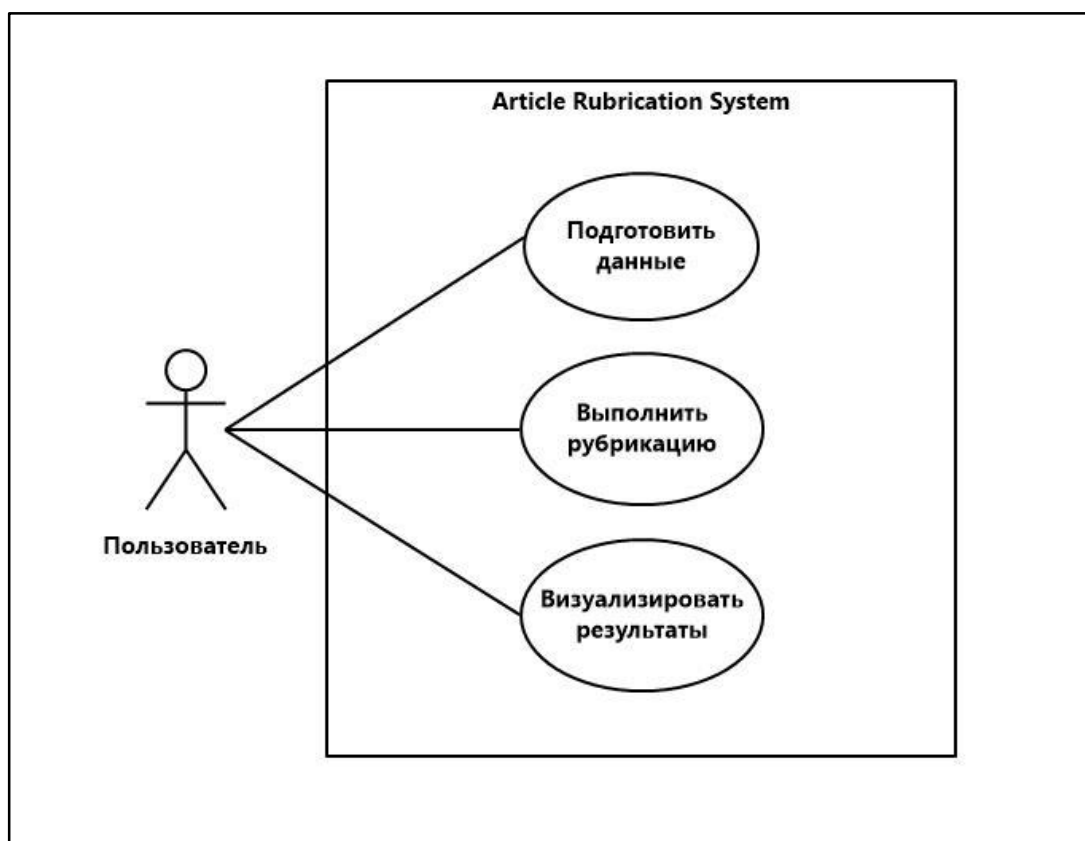 Article Rubrication System
Подготовить
данные
Выполнить
рубрикацию
Пользователь
Визуализировать
результаты